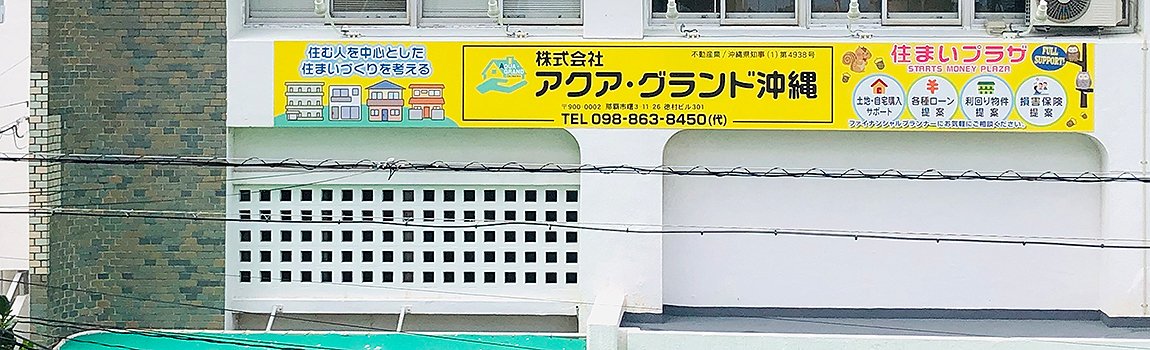 住む人を中心とした
住まいづくりを考える
AQUA
GRAND
株式会社
不動産業/沖縄県知事(1)第4938号
アクア・グランド沖縄
〒900-0002 那覇市曙3-11-26 徳村ビル301
TEL 098-863-8450(代)
住まいプラザ
STARTS MONEY PLAZA
FULL
SUPPORT!
土地・自宅購入
サポート
各種ローン
提案
利回り物件
提案
損害保険
提案
ファイナンシャルプランナーにお気軽にご相談ください。